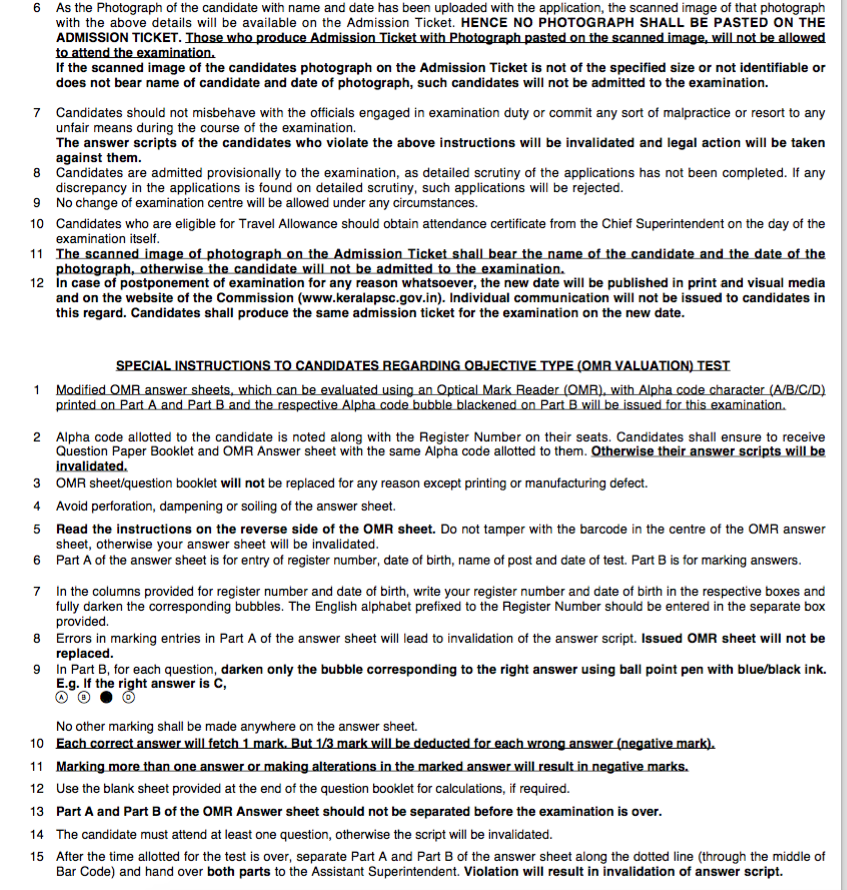 6 As the Photograph of the candidate with name and date has been uploaded with the application, the scanned image of that photograph
with the above details will be available on the Admission Ticket. HENCE NO PHOTOGRAPH SHALL BE PASTED ON THE
ADMISSION TICKET. Those who produce Admission Ticket with Photograph pasted on the scanned image, will not be allowed
to attend the examination.
If the scanned image of the candidates photograph on the Admission Ticket is not of the specified size or not identifiable or
does not bear name of candidate and date of photograph, such candidates will not be admitted to the examination.
7 Candidates should not misbehave with the officials engaged in examination duty or commit any sort of malpractice or resort to any
unfair means during the course of the examination.
The answer scripts of the candidates who violate the above instructions will be invalidated and legal action will be taken
against them.
8 Candidates are admitted provisionally to the examination, as detailed scrutiny of the applications has not been completed. If any
discrepancy in the applications is found on detailed scrutiny, such applications will be rejected.
9 No change of examination centre will be allowed under any circumstances.
10 Candidates who are eligible for Travel Allowance should obtain attendance certificate from the Chief Superintendent on the day of the
examination itself.
11 The scanned image of photograph on the Admission Ticket shall bear the name of the candidate and the date of the
photograph, otherwise the candidate will not be admitted to the examination.
12 In case of postponement of examination for any reason whatsoever, the new date will be published in print and visual media
and on the website of the Commission (www.keralapsc.gov.in). Individual communication will not be issued to candidates in
this regard. Candidates shall produce the same admission ticket for the examination on the new date.
SPECIAL INSTRUCTIONS TO CANDIDATES REGARDING OBJECTIVE TYPE (OMR VALUATION) TEST
1 Modified OMR answer sheets, which can be evaluated using an Optical Mark Reader (OMR), with Alpha code character (A/B/C/D)
printed on Part A and Part B and the respective Alpha code bubble blackened on Part B will be issued for this examination.
2 Alpha code allotted to the candidate is noted along with the Register Number on their seats. Candidates shall ensure to receive
Question Paper Booklet and OMR Answer sheet with the same Alpha code allotted to them. Otherwise their answer scripts will be
invalidated.
3 OMR sheet/question booklet will not be replaced for any reason except printing or manufacturing defect.
4 Avoid perforation, dampening or soiling of the answer sheet.
5 Read the instructions on the reverse side of the OMR sheet. Do not tamper with the barcode in the centre of the OMR answer
sheet, otherwise your answer sheet will be invalidated.
6 Part A of the answer sheet is for entry of register number, date of birth, name of post and date of test. Part B is for marking answers.
7 In the columns provided for register number and date of birth, write your register number and date of birth in the respective boxes and
fully darken the corresponding bubbles. The English alphabet prefixed to the Register Number should be entered in the separate box
provided.
8 Errors in marking entries in Part A of the answer sheet will lead to invalidation of the answer script. Issued OMR sheet will not be
replaced.
9 In Part B, for each question, darken only the bubble corresponding to the right answer using ball point pen with blue/black ink.
E.g. If the right answer is C,
A B D
No other marking shall be made anywhere on the answer sheet.
10 Each correct answer will fetch 1 mark. But 1/3 mark will be deducted for each wrong answer (negative mark).
11 Marking more than one answer or making alterations in the marked answer will result in negative marks.
12 Use the blank sheet provided at the end of the question booklet for calculations, if required.
13 Part A and Part B of the OMR Answer sheet should not be separated before the examination is over.
14 The candidate must attend at least one question, otherwise the script will be invalidated.
15 After the time allotted for the test is over, separate Part A and Part B of the answer sheet along the dotted line (through the middle of
Bar Code) and hand over both parts to the Assistant Superintendent. Violation will result in invalidation of answer script.